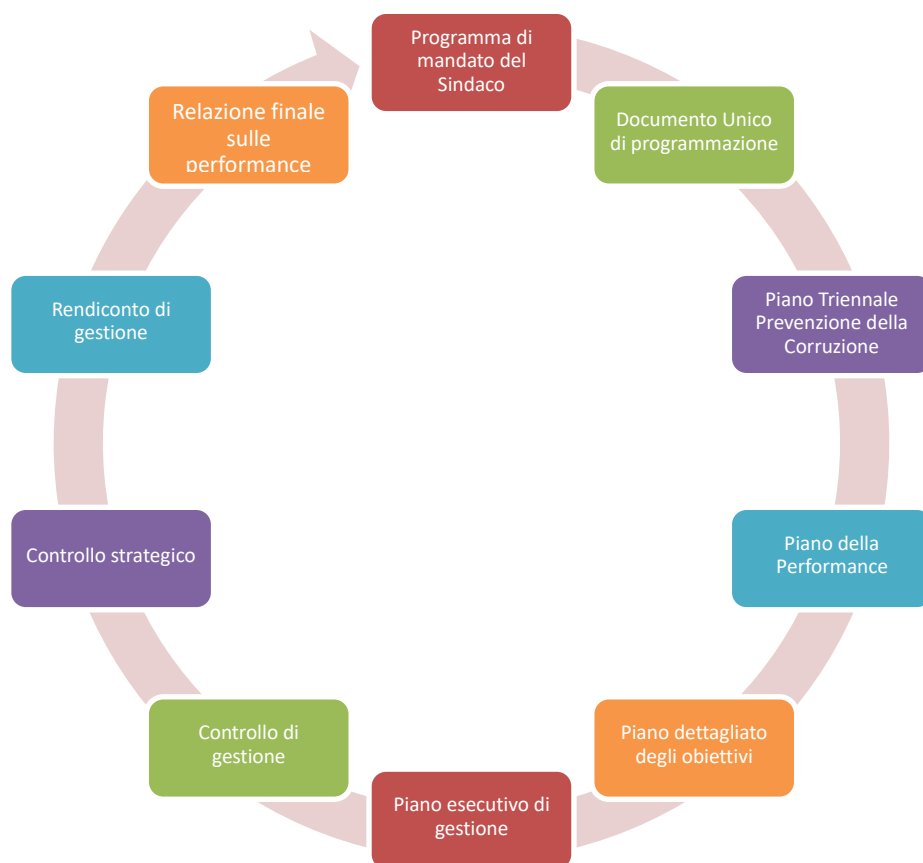 Programma di
mandato del
Sindaco
Documento Unico
di programmazione
Piano Triennale
Prevenzione della
Corruzione
Piano della
Performance
Piano dettagliato
degli obiettivi
Piano esecutivo di
gestione
Controllo di
gestione
Controllo strategico
Rendiconto di
gestione
Relazione finale
sulle
performance